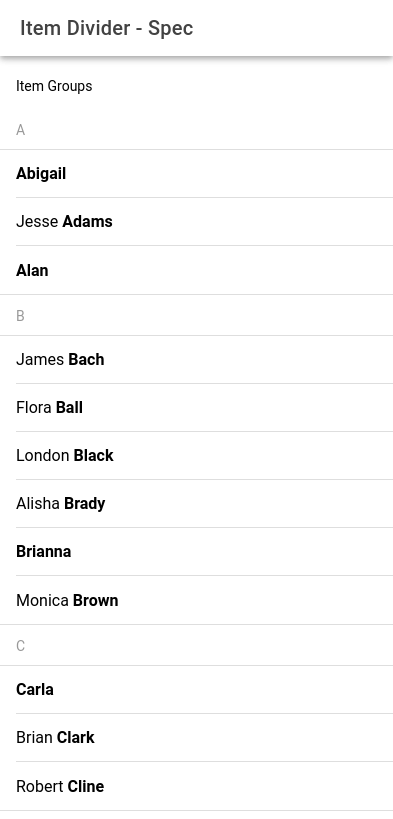 Item Divider - Spec
Item Groups
A
Abigail
Jesse Adams
Alan
B
James Bach
Flora Ball
London Black
Alisha Brady
Brianna
Monica Brown
C
Carla
Brian Clark
Robert Cline